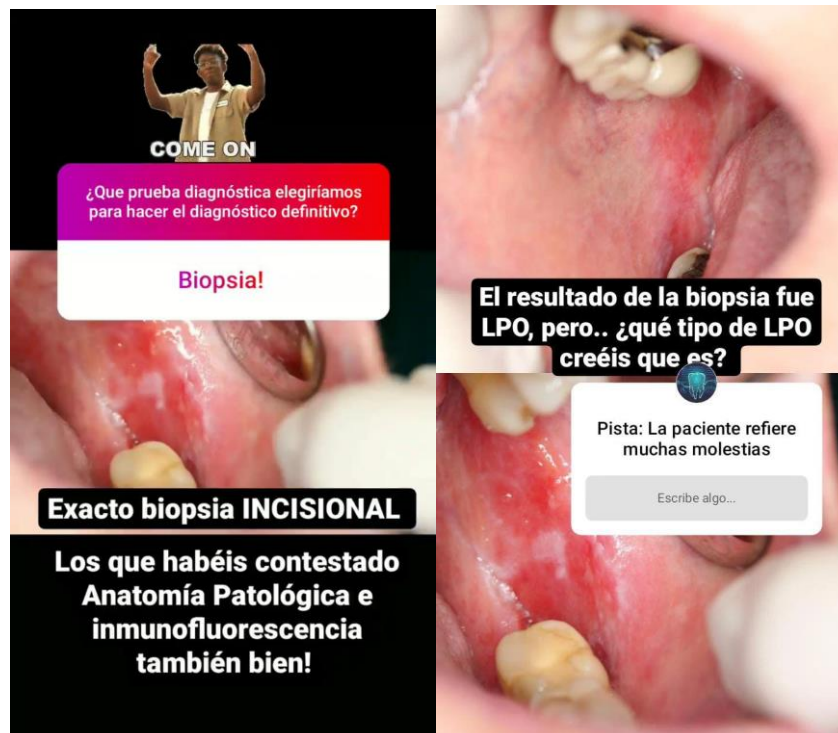 COME ON
¿Que prueba diagnóstica elegiríamos
para hacer el diagnóstico definitivo?
Biopsia!
Exacto biopsia INCISIONAL
Los que habéis contestado
Anatomía Patológica e
inmunofluorescencia
también bien!
El resultado de la biopsia fue
LPO, pero.. ¿qué tipo de LPO
creéis que es?
Pista: La paciente refiere
muchas molestias
Escribe algo...